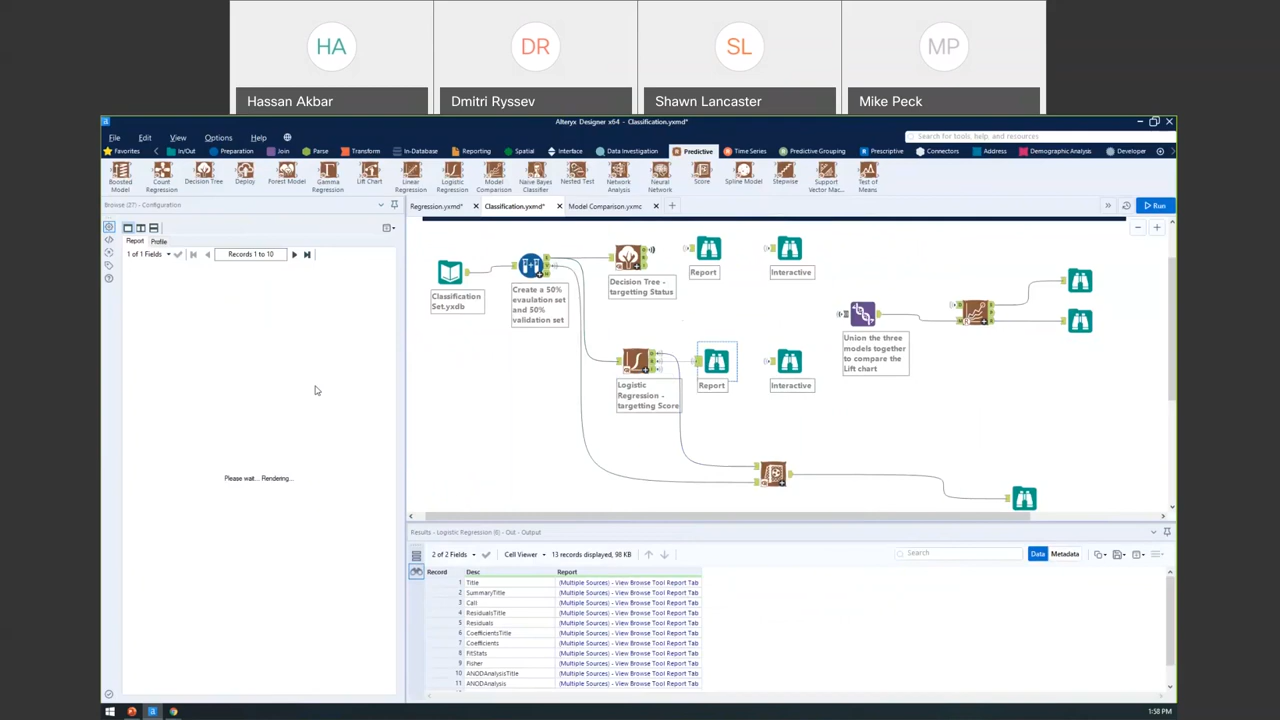 HA
DR
SL
MP
Hassan Akbar
Dmitri Ryssev
Shawn Lancaster
Mike Peck
Alteryx Designer x64 - Classification.yxmd*
File
Edit
View
Options
Help
Search for tools, help, and resources
Favorites
In/Out
Preparation
Join
Parse
Transform
In-Database
Reporting
Spatial
Interface
Data Investigation
Predictive
Time Series
Predictive Grouping
Prescriptive
Connectors
Address
Demographic Analysis
Developer
Boosted
Model
Count
Regression
Decision Tree
Deploy
Forest Model
Gamma
Regression
Lift Chart
Linear
Regression
Logistic
Regression
Model
Comparison
Naive Bayes
Classifier
Nested Test
Network
Analysis
Neural
Network
Score
Spline Model
Stepwise
Support
Vector Mac...
Test of
Means
Browse (27) - Configuration
Regression.yxmd*
Classification.yxmd*
Model Comparison.yxmc
Run
Report
Profile
1 of 1 Fields
Records 1 to 10
Please wait... Rendering...
Classification
Set.yxdb
Create a 50%
evaulation set
and 50%
validation set
Decision Tree -
targetting Status
Report
Interactive
Union the three
models together
to compare the
Lift chart
Logistic
Regression -
targetting Score
Report
Interactive
Results - Logistic Regression (6) - Out - Output
2 of 2 Fields
Cell Viewer
13 records displayed, 98 KB
Search
Data
Metadata
Record
Desc
Report
1 Title (Multiple Sources) - View Browse Tool Report Tab
2 SummaryTitle (Multiple Sources) - View Browse Tool Report Tab
3 Call (Multiple Sources) - View Browse Tool Report Tab
4 ResidualsTitle (Multiple Sources) - View Browse Tool Report Tab
5 Residuals (Multiple Sources) - View Browse Tool Report Tab
6 CoefficientsTitle (Multiple Sources) - View Browse Tool Report Tab
7 Coefficients (Multiple Sources) - View Browse Tool Report Tab
8 FitStats (Multiple Sources) - View Browse Tool Report Tab
9 Fisher (Multiple Sources) - View Browse Tool Report Tab
10 ANODAnalysisTitle (Multiple Sources) - View Browse Tool Report Tab
11 ANODAnalysis (Multiple Sources) - View Browse Tool Report Tab
1:58 PM